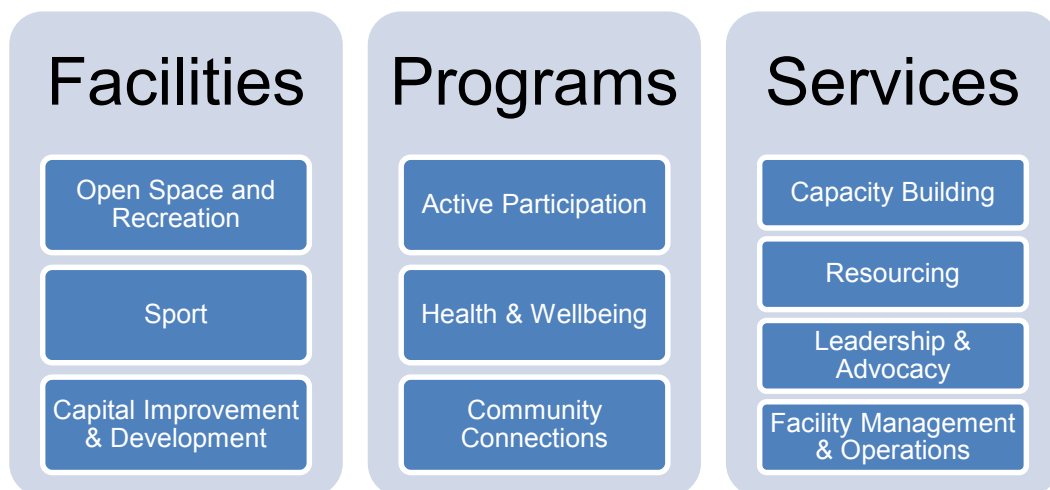 Facilities
Open Space and
Recreation
Sport
Capital Improvement
& Development
Programs
Active Participation
Health & Wellbeing
Community
Connections
Services
Capacity Building
Resourcing
Leadership &
Advocacy
Facility Management
& Operations